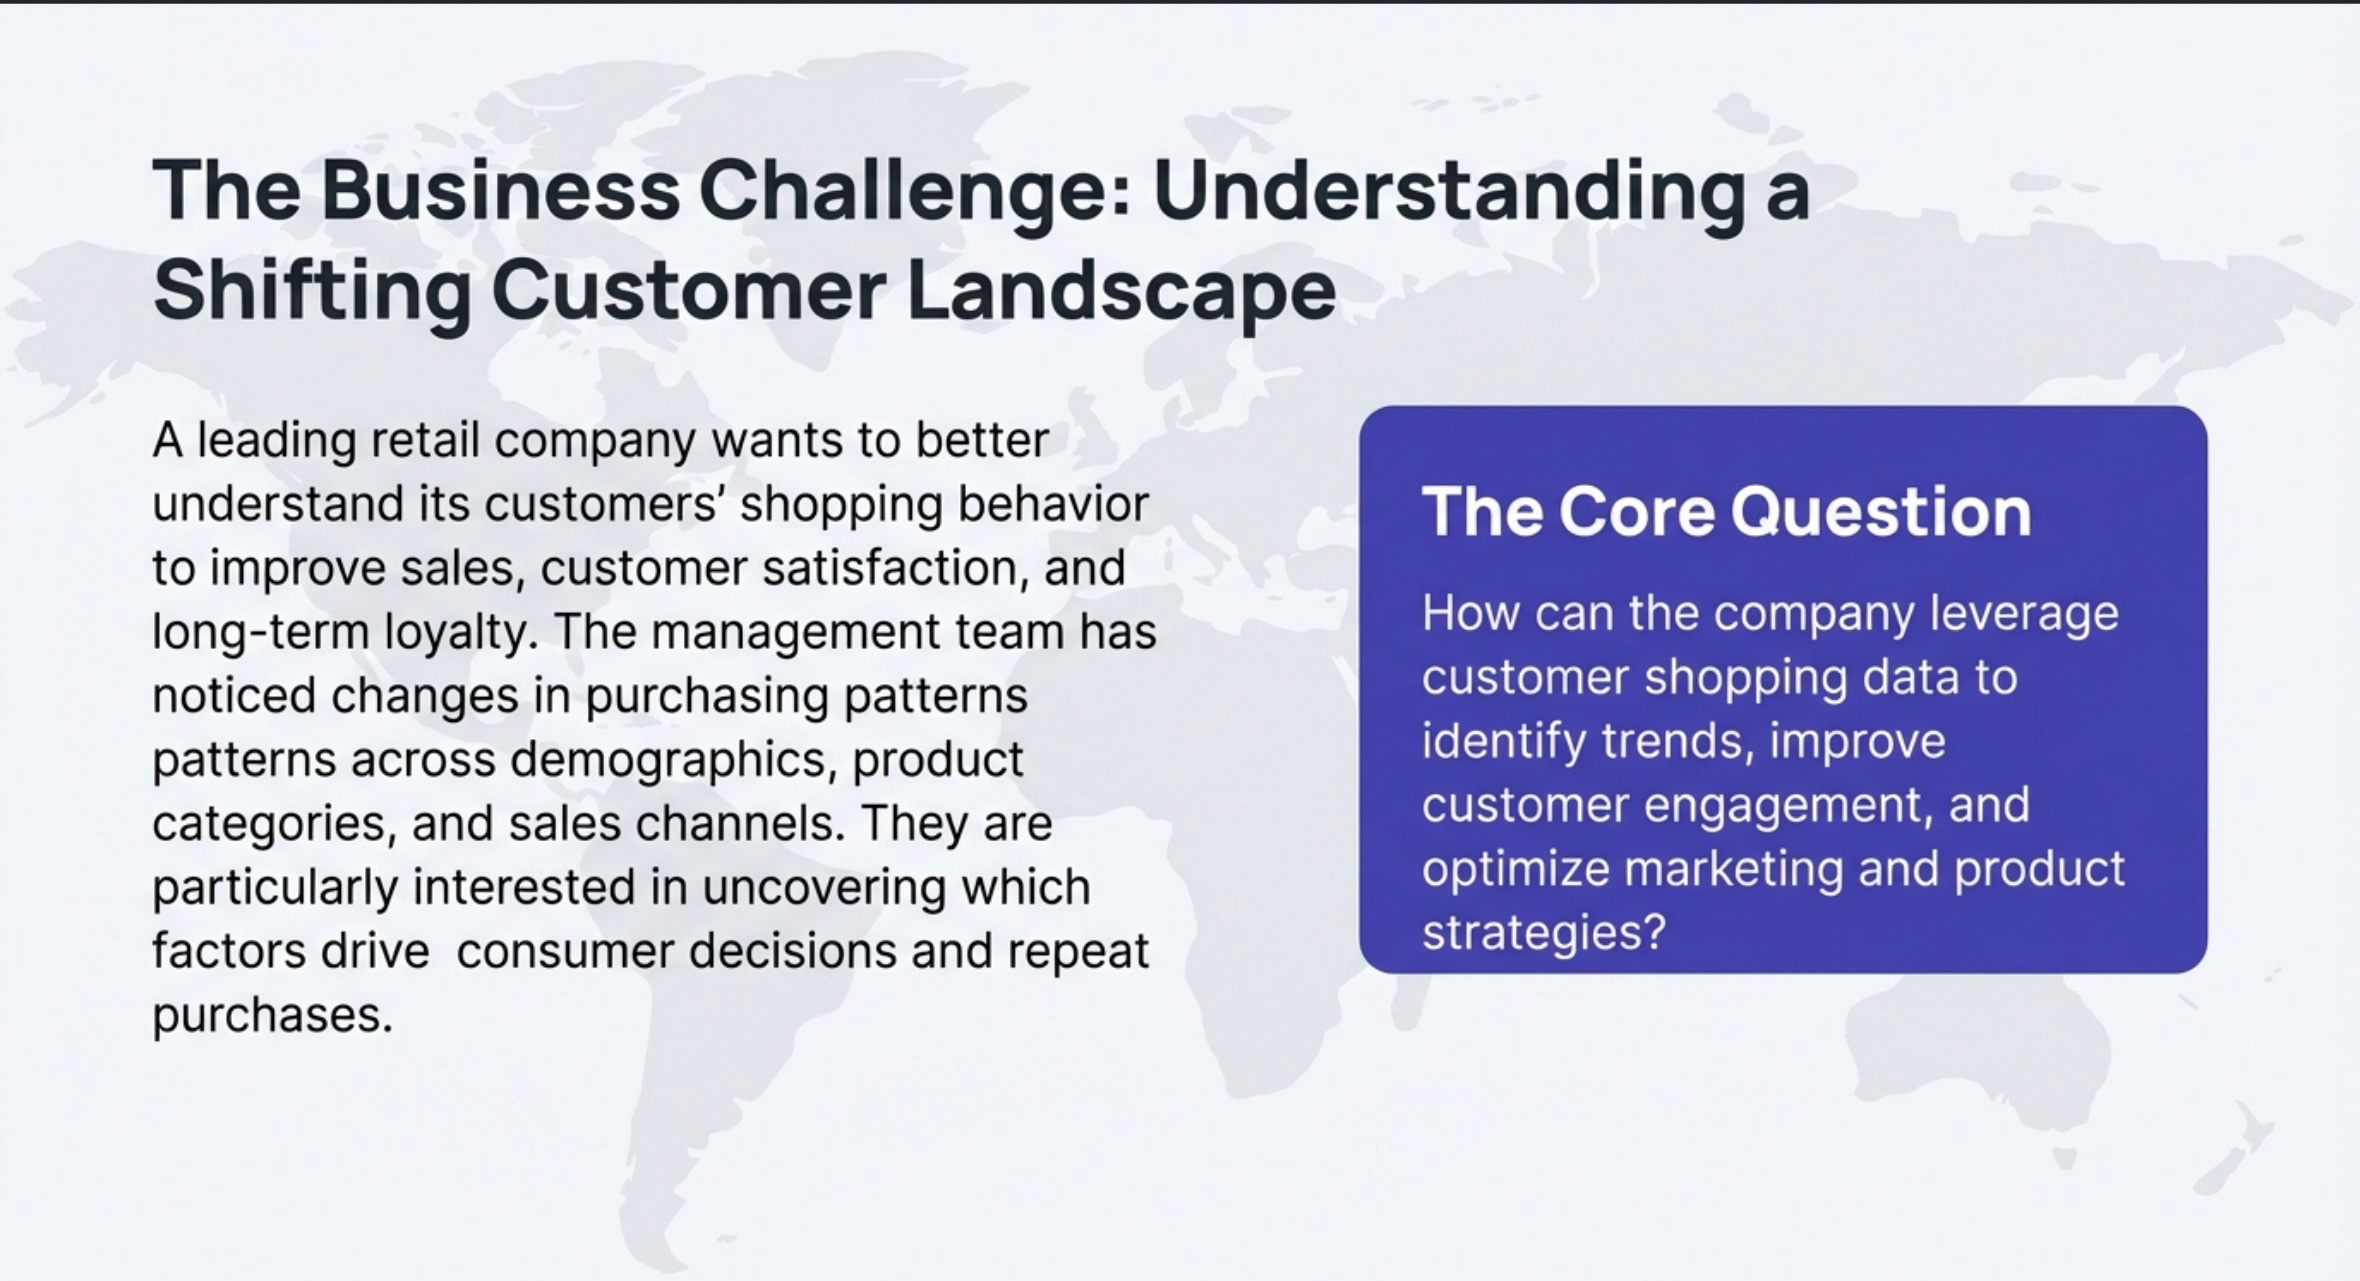 The Business Challenge: Understanding a
Shifting Customer Landscape
A leading retail company wants to better
understand its customers’ shopping behavior
to improve sales, customer satisfaction, and
long-term loyalty. The management team has
noticed changes in purchasing patterns
patterns across demographics, product
categories, and sales channels. They are
particularly interested in uncovering which
factors drive  consumer decisions and repeat
purchases.
The Core Question
How can the company leverage
customer shopping data to
identify trends, improve
customer engagement, and
optimize marketing and product
strategies?